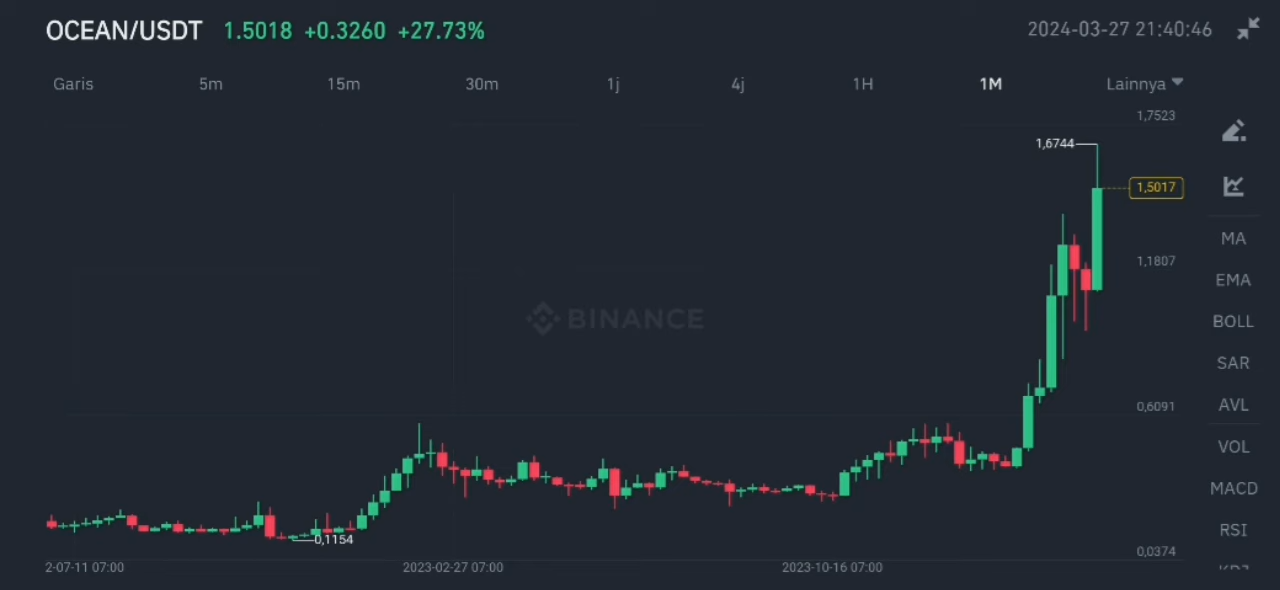 OCEAN/USDT 1.5018 +0.3260 +27.73% 2024-03-27 21:40:46
Garis 5m 15m 30m 1j 4j 1H 1M Lainnya
1,7523
1,6744
1,5017
BINANCE
1,1807
0,6091
0,1154
0,0374
2-07-11 07:00 2023-02-27 07:00 2023-10-16 07:00
MA
EMA
BOLL
SAR
AVL
VOL
MACD
RSI